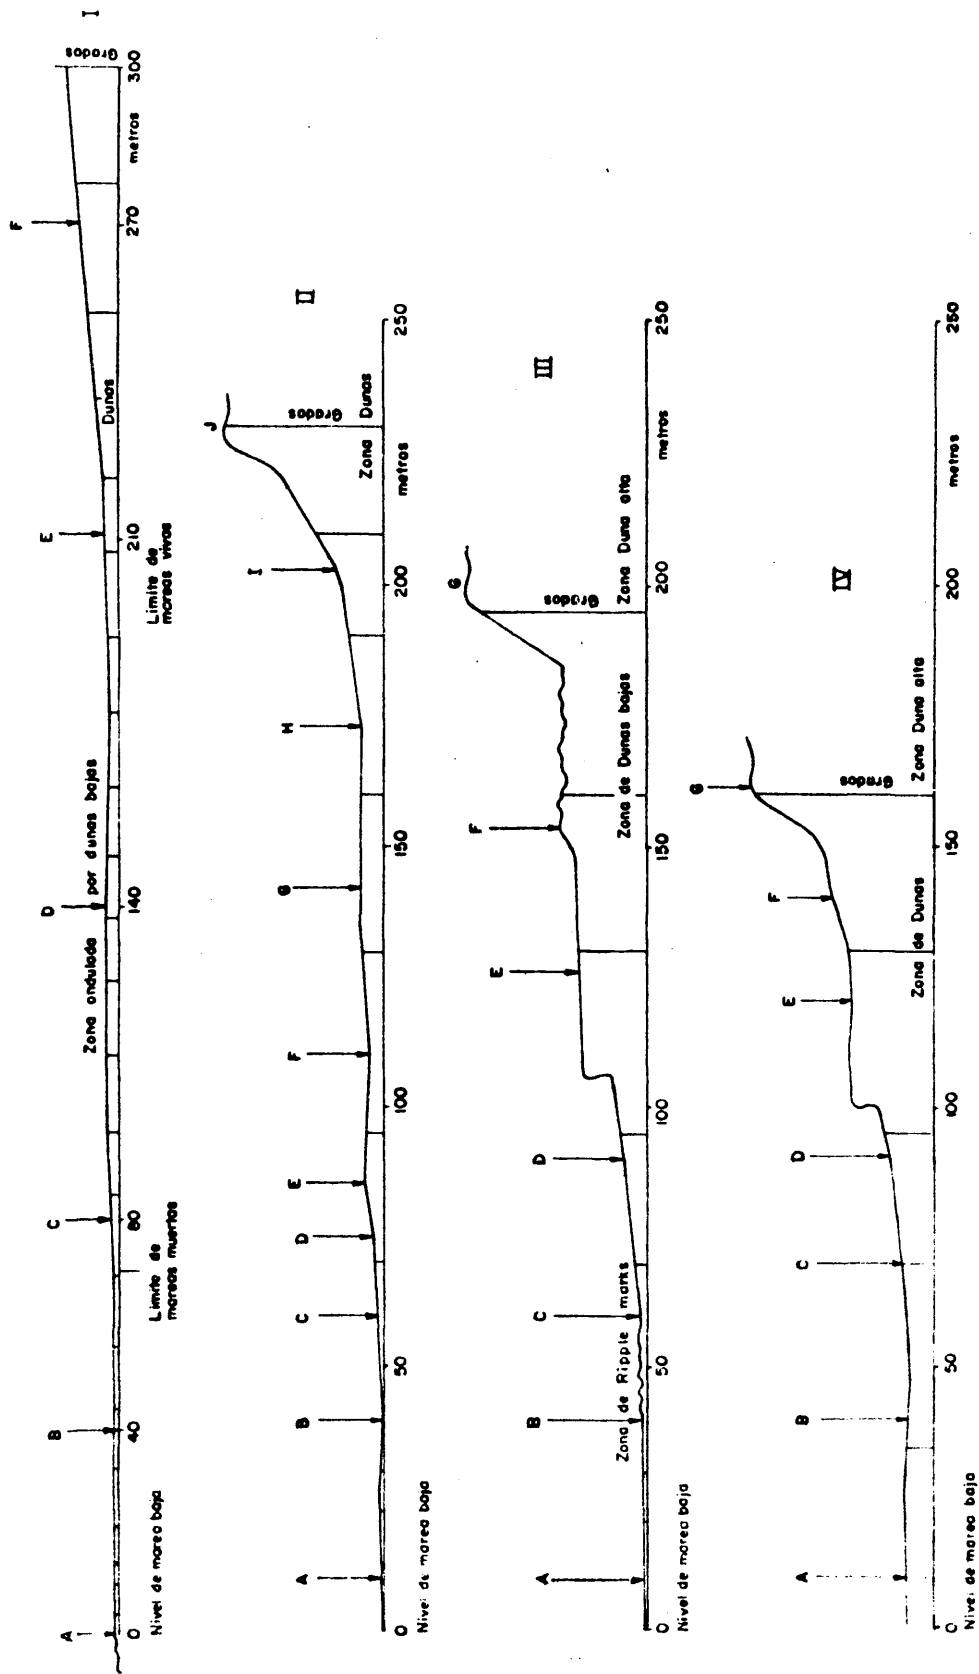 I
A
B
C
D
E
F
Zona ondulada por dunas bajas
Dunas
Grados
0
40
80
140
210
270
300
metros
Nivel de marea baja
Limite de
mareas muertas
Limite de
mareas vivas
II
A
B
C
D
E
F
G
H
I
J
Zona Dunas
Grados
0
50
100
150
200
250
metros
Nivel de marea baja
III
A
B
C
D
E
F
G
Zona de Ripple marks
Zona de Dunas bajas
Zona Duna alta
Grados
0
50
100
150
200
250
metros
Nivel de marea baja
IV
A
B
C
D
E
F
G
Zona de Dunas
Zona Duna alta
Grados
0
50
100
150
200
250
metros
Nivel de marea baja